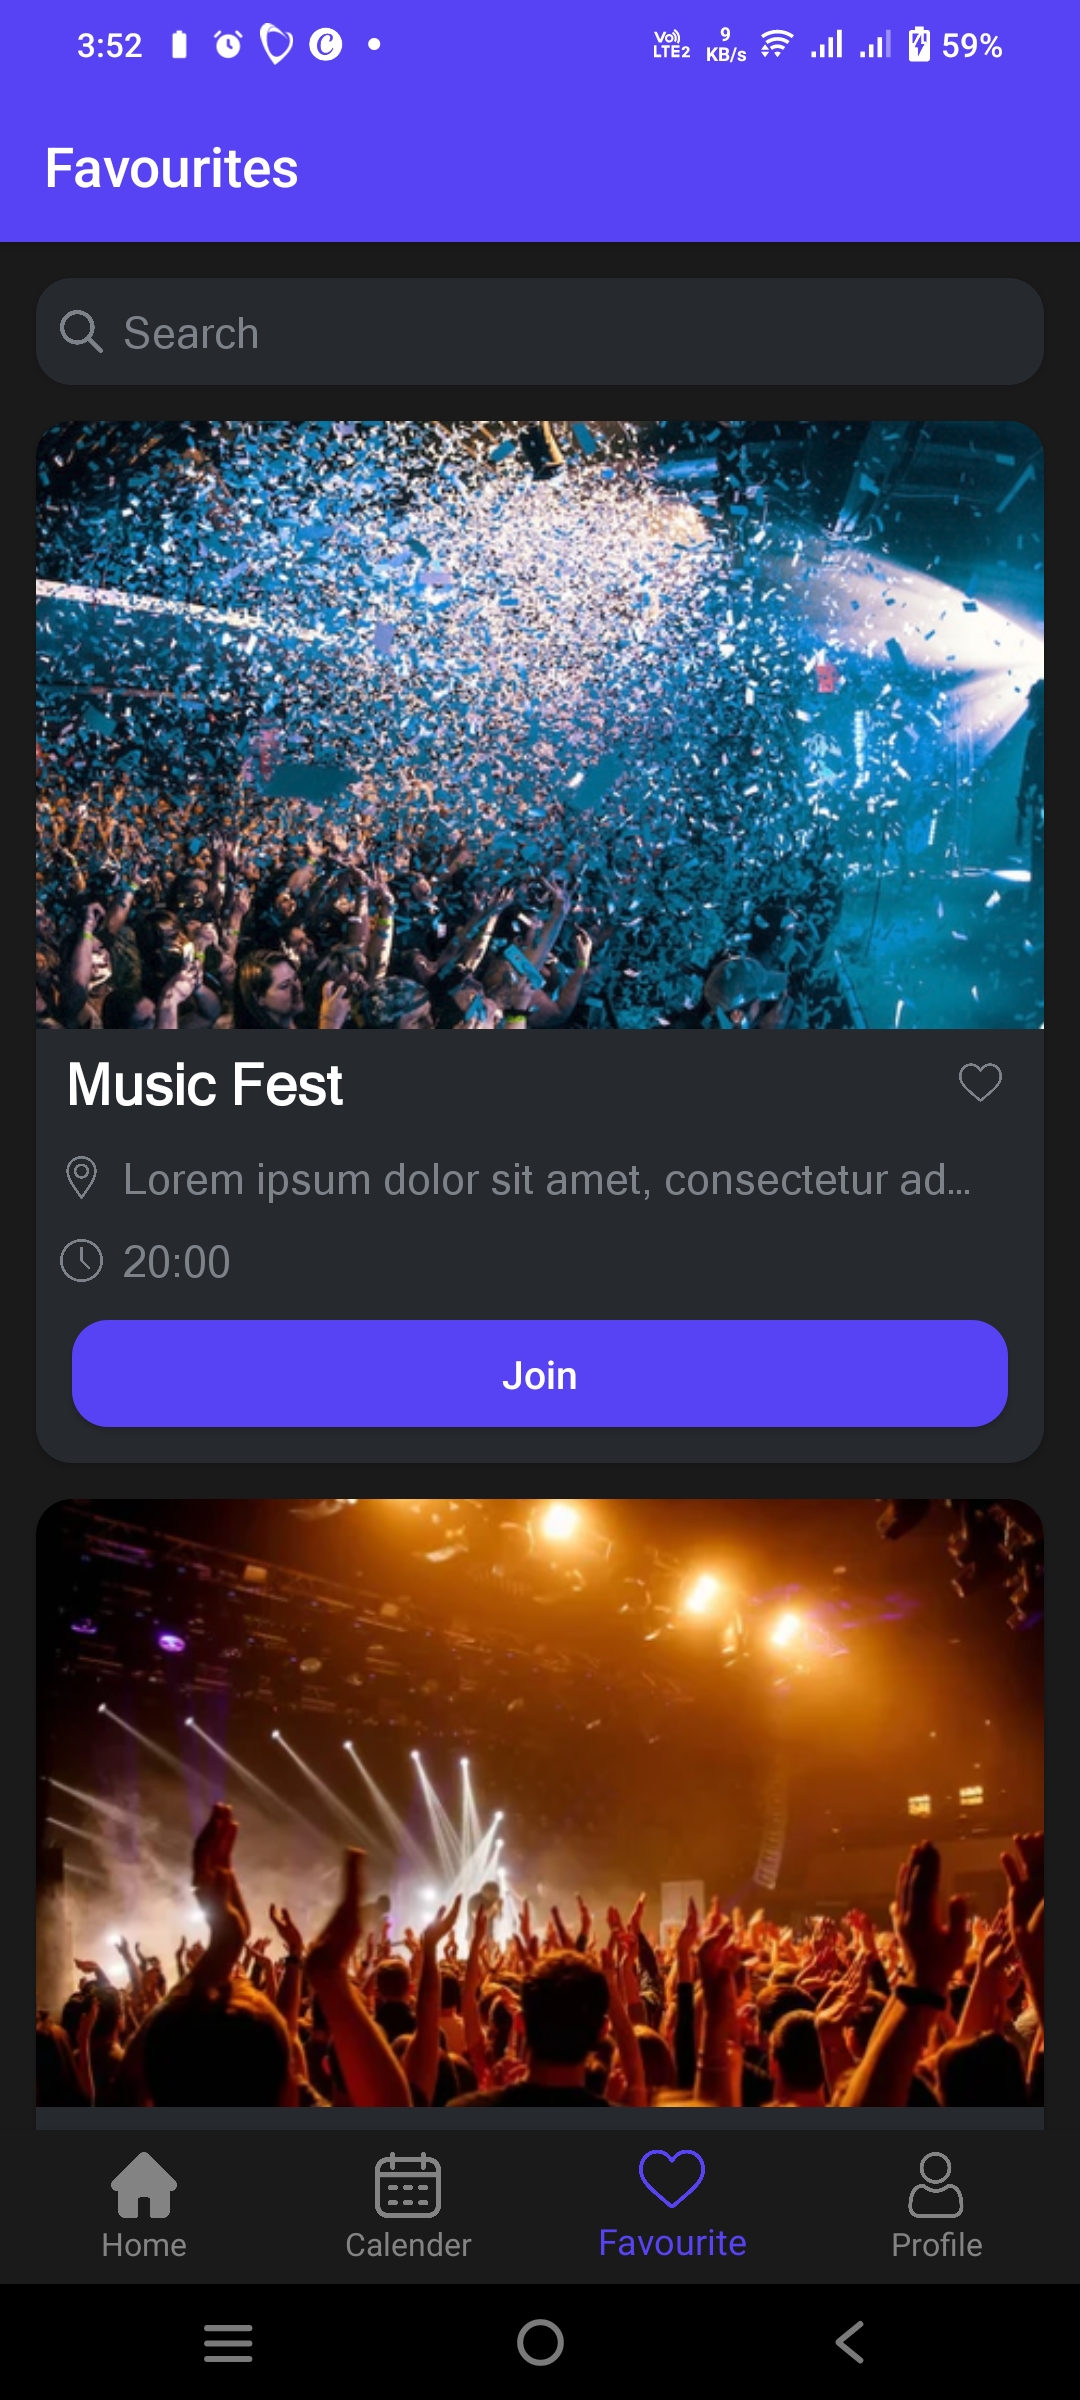 3:52 Vo)) LTE2 9 KB/s 59%
Favourites
Search
Music Fest
Lorem ipsum dolor sit amet, consectetur ad...
20:00
Join
Home Calender Favourite Profile